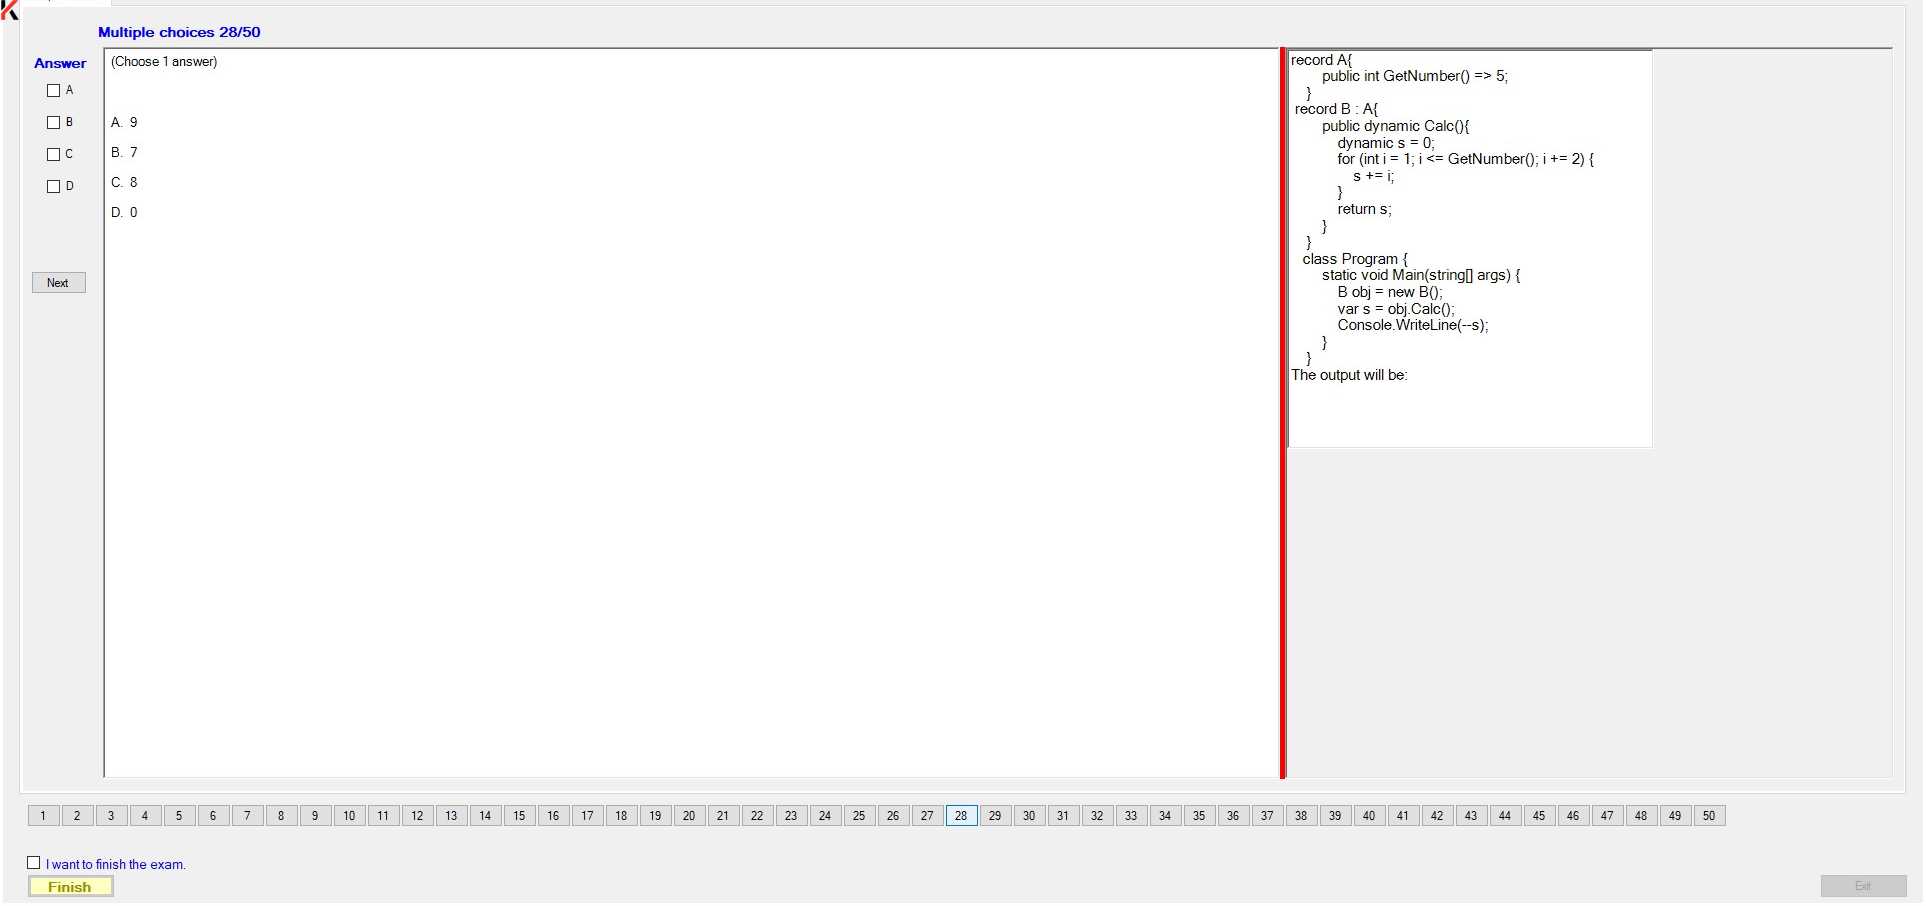 Multiple choices 28/50
Answer
A
B
C
D
Next
(Choose 1 answer)
A. 9
B. 7
C. 8
D. 0
record A{
public int GetNumber() => 5;
}
record B : A{
public dynamic Calc(){
dynamic s = 0;
for (int i = 1; i <= GetNumber(); i += 2) {
s += i;
}
return s;
}
}
class Program {
static void Main(string[] args) {
B obj = new B();
var s = obj.Calc();
Console.WriteLine(--s);
}
}
The output will be:
1 2 3 4 5 6 7 8 9 10 11 12 13 14 15 16 17 18 19 20 21 22 23 24 25 26 27 28 29 30 31 32 33 34 35 36 37 38 39 40 41 42 43 44 45 46 47 48 49 50
I want to finish the exam.
Finish
Exit